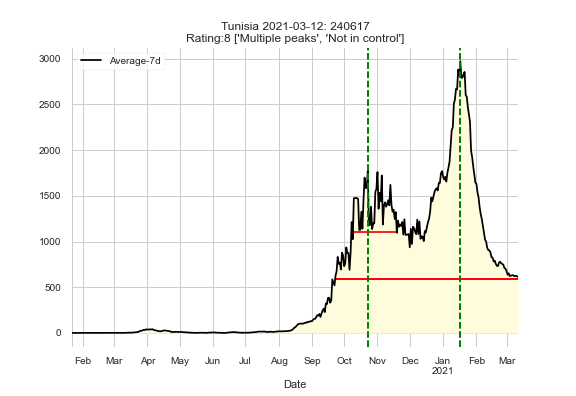 Tunisia 2021-03-12: 240617
Rating:8 ['Multiple peaks', 'Not in control']
Average-7d
3000
2500
2000
1500
1000
500
0
Feb Mar Apr May Jun Jul Aug Sep Oct Nov Dec Jan Feb Mar
2021
Date